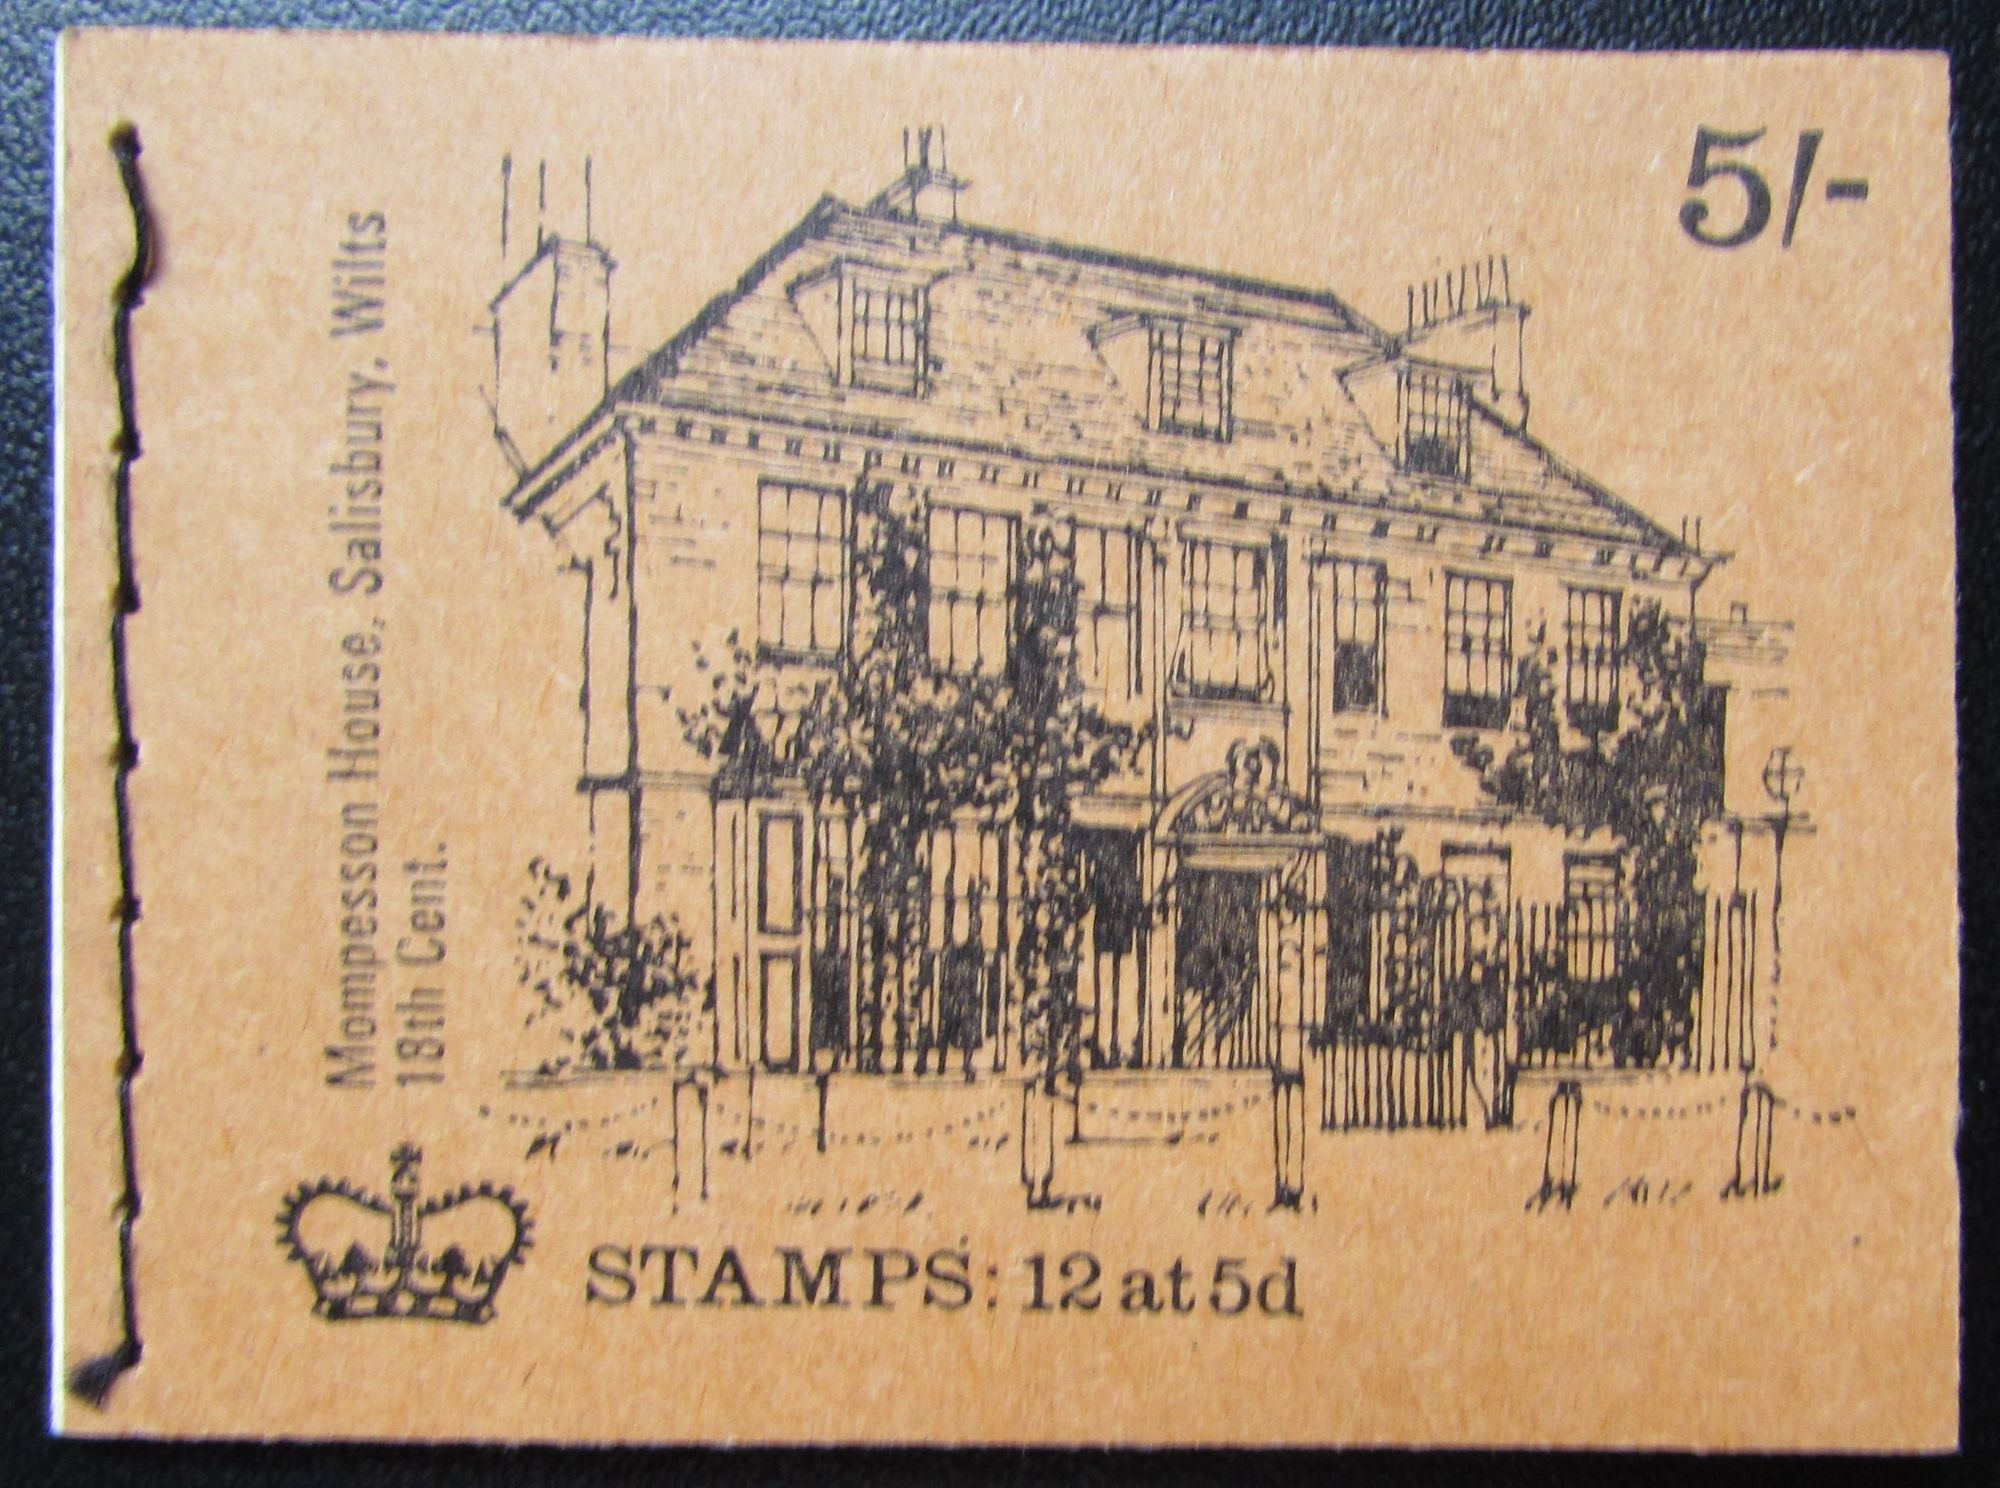 5/-
Mompesson House, Salisbury, Wilts
18th Cent.
STAMPS: 12 at 5d